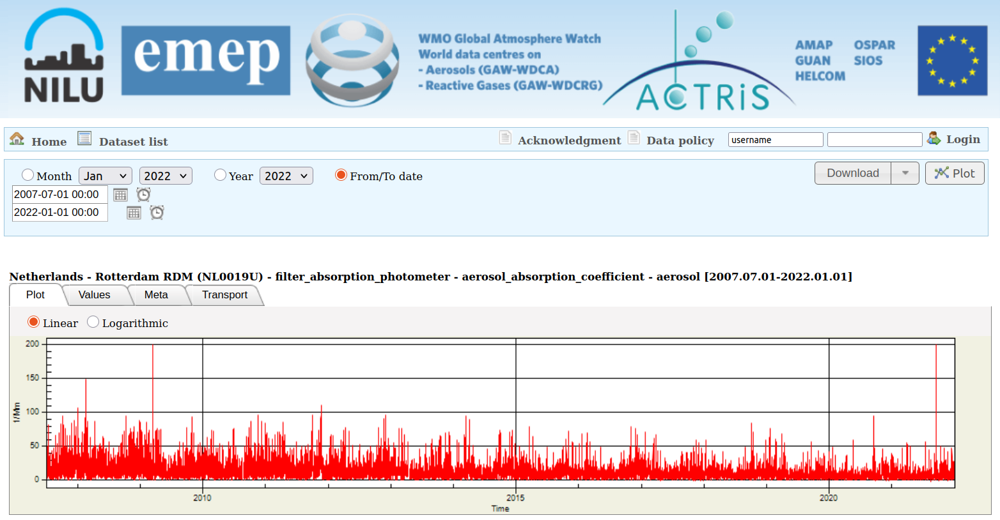 NILU
emep
WMO Global Atmosphere Watch
World data centres on
- Aerosols (GAW-WDCA)
- Reactive Gases (GAW-WDCRG)
ACTRiS
AMAP OSPAR
GUAN SIOS
HELCOM
Home Dataset list Acknowledgment Data policy username Login
Month Jan 2022 Year 2022 From/To date Download Plot
2007-07-01 00:00
2022-01-01 00:00
Netherlands - Rotterdam RDM (NL0019U) - filter_absorption_photometer - aerosol_absorption_coefficient - aerosol [2007.07.01-2022.01.01]
Plot Values Meta Transport
Linear Logarithmic
200
150
100
50
0
1/Mm
2010 2015 2020
Time